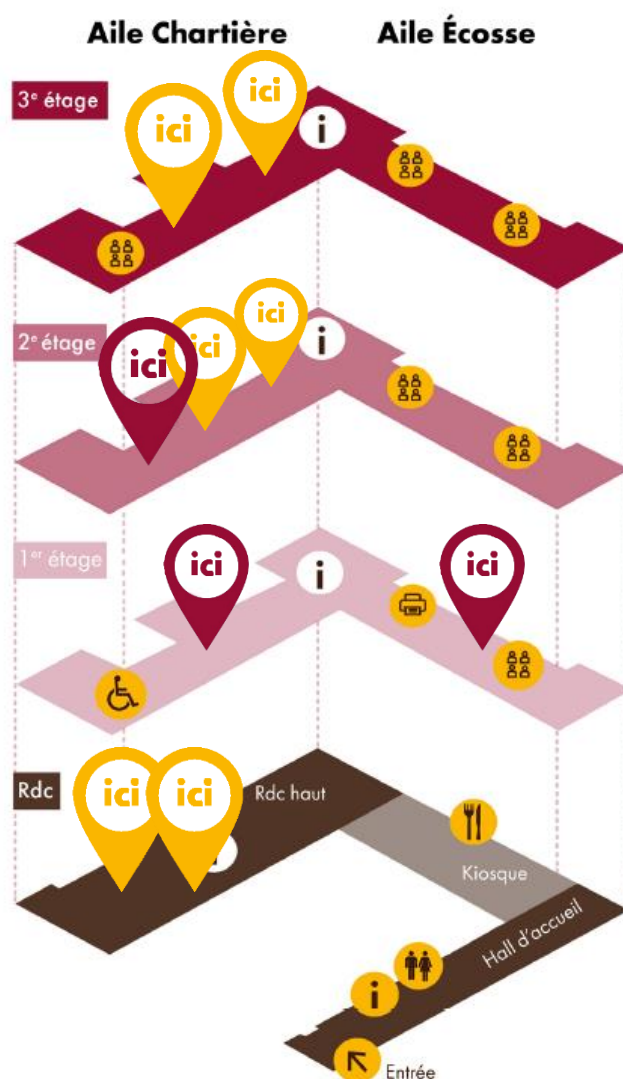 Aile Chartière
Aile Écosse
3e étage
ici
ici
i
2e étage
ici
ici
ici
i
1er étage
ici
i
ici
Rdc
ici
ici
i
Rdc haut
Kiosque
Hall d'accueil
i
Entrée